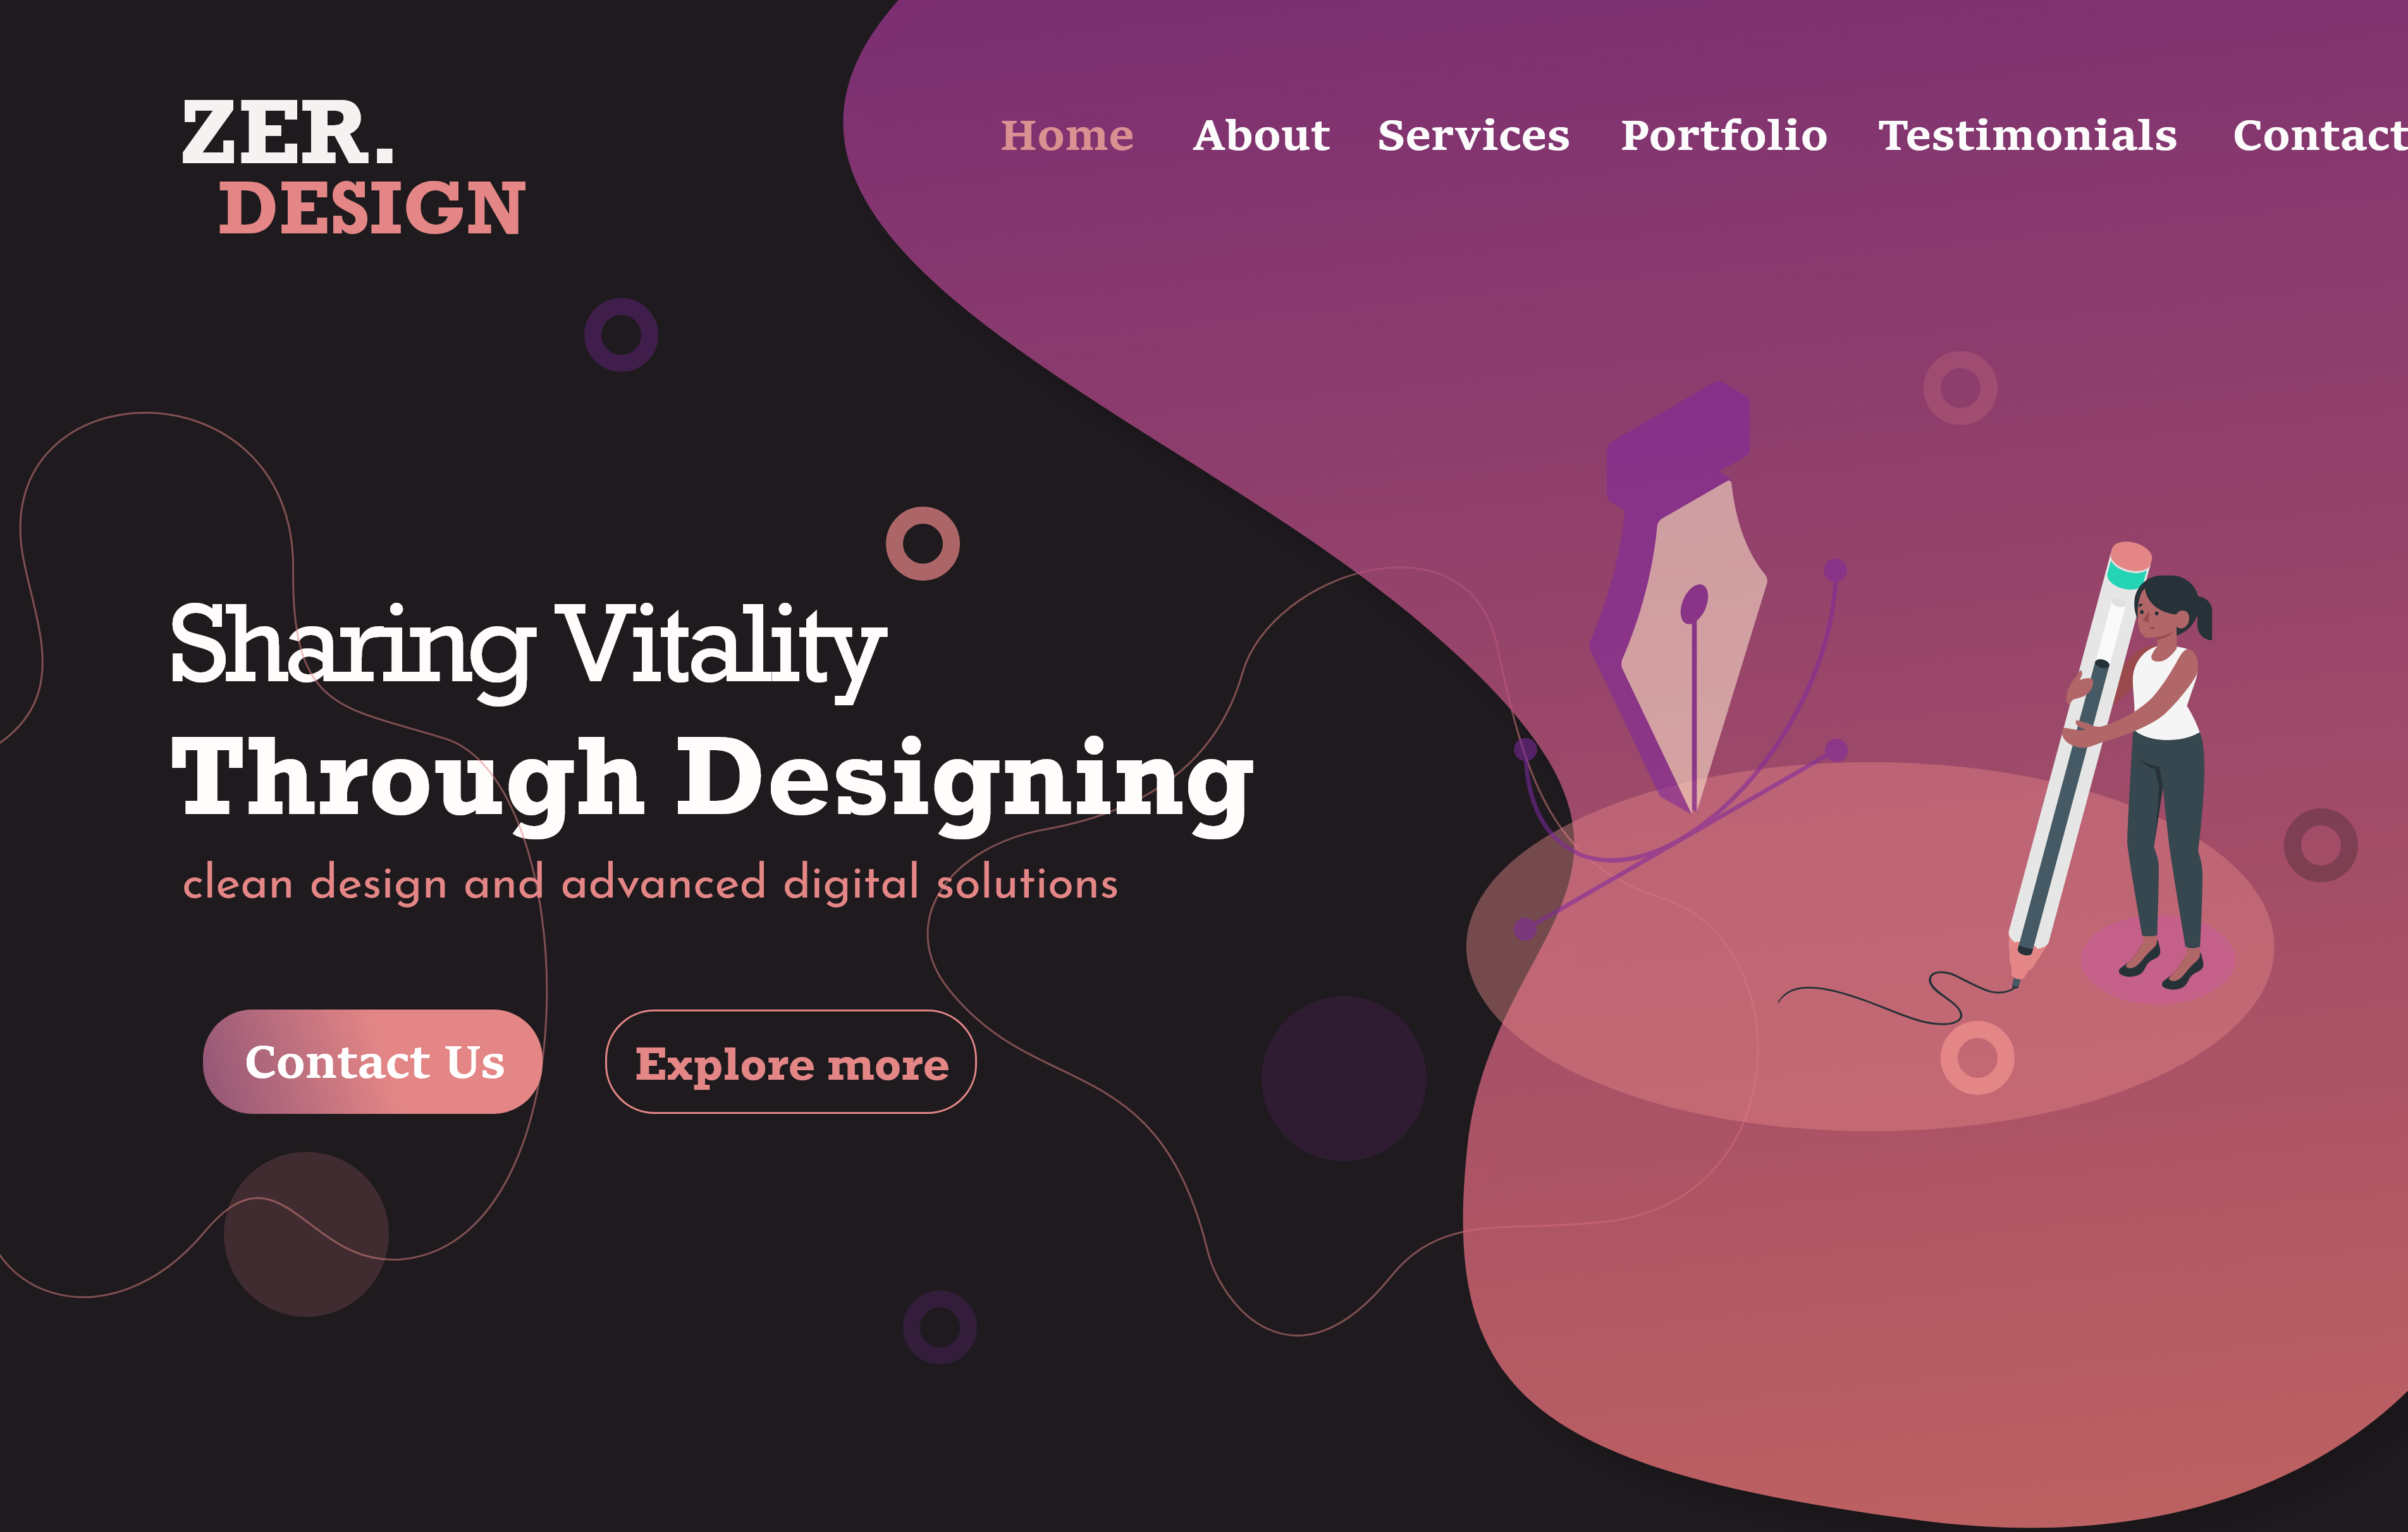 ZER.
DESIGN
Home About Services Portfolio Testimonials Contact
Sharing Vitality
Through Designing
clean design and advanced digital solutions
Contact Us
Explore more